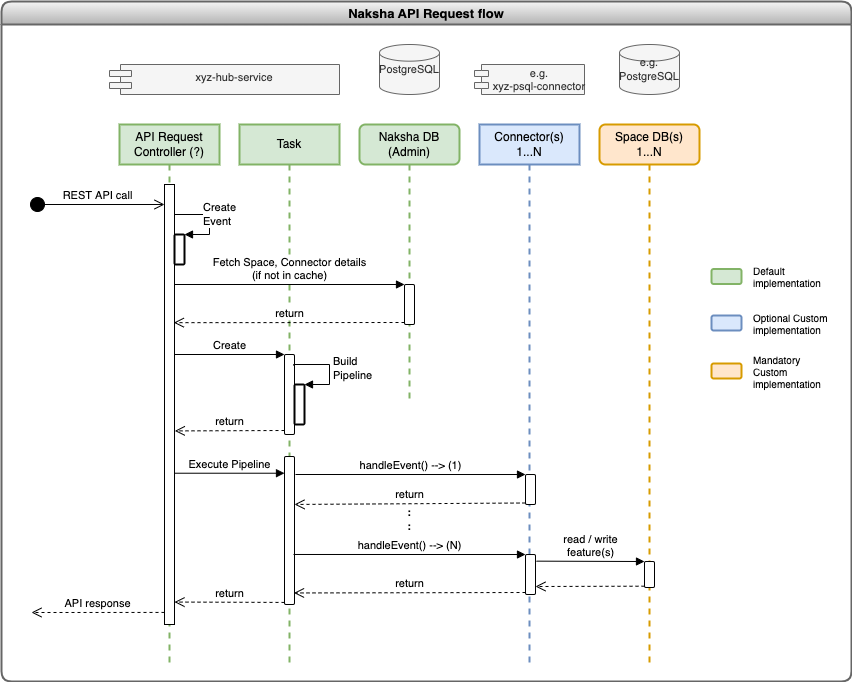 Naksha API Request flow
xyz-hub-service
PostgreSQL
e.g.
xyz-psql-connector
e.g.
PostgreSQL
API Request
Controller (?)
Task
Naksha DB
(Admin)
Connector(s)
1...N
Space DB(s)
1...N
REST API call
Create
Event
Fetch Space, Connector details
(if not in cache)
return
Create
Build
Pipeline
return
Execute Pipeline
handleEvent() --> (1)
return
:
:
handleEvent() --> (N)
read / write
feature(s)
return
return
API response
Default
implementation
Optional Custom
implementation
Mandatory
Custom
implementation